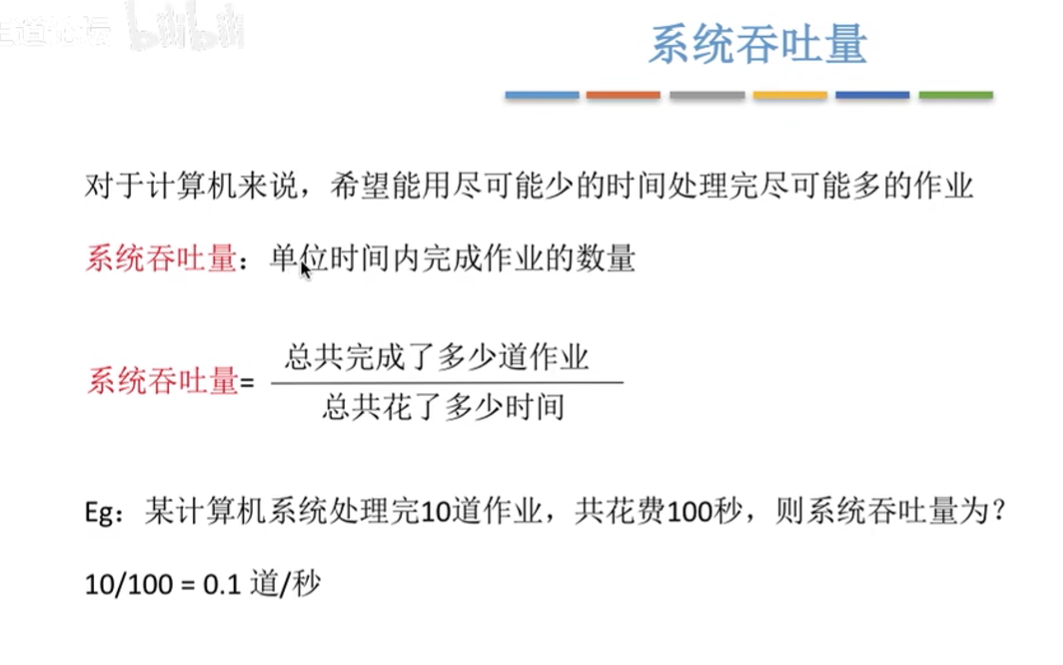 道论坛 bilibili
系统吞吐量
对于计算机来说，希望能用尽可能少的时间处理完尽可能多的作业
系统吞吐量：单位时间内完成作业的数量
总共完成了多少道作业
系统吞吐量=
总共花了多少时间
Eg：某计算机系统处理完10道作业，共花费100秒，则系统吞吐量为？
10/100 = 0.1 道/秒